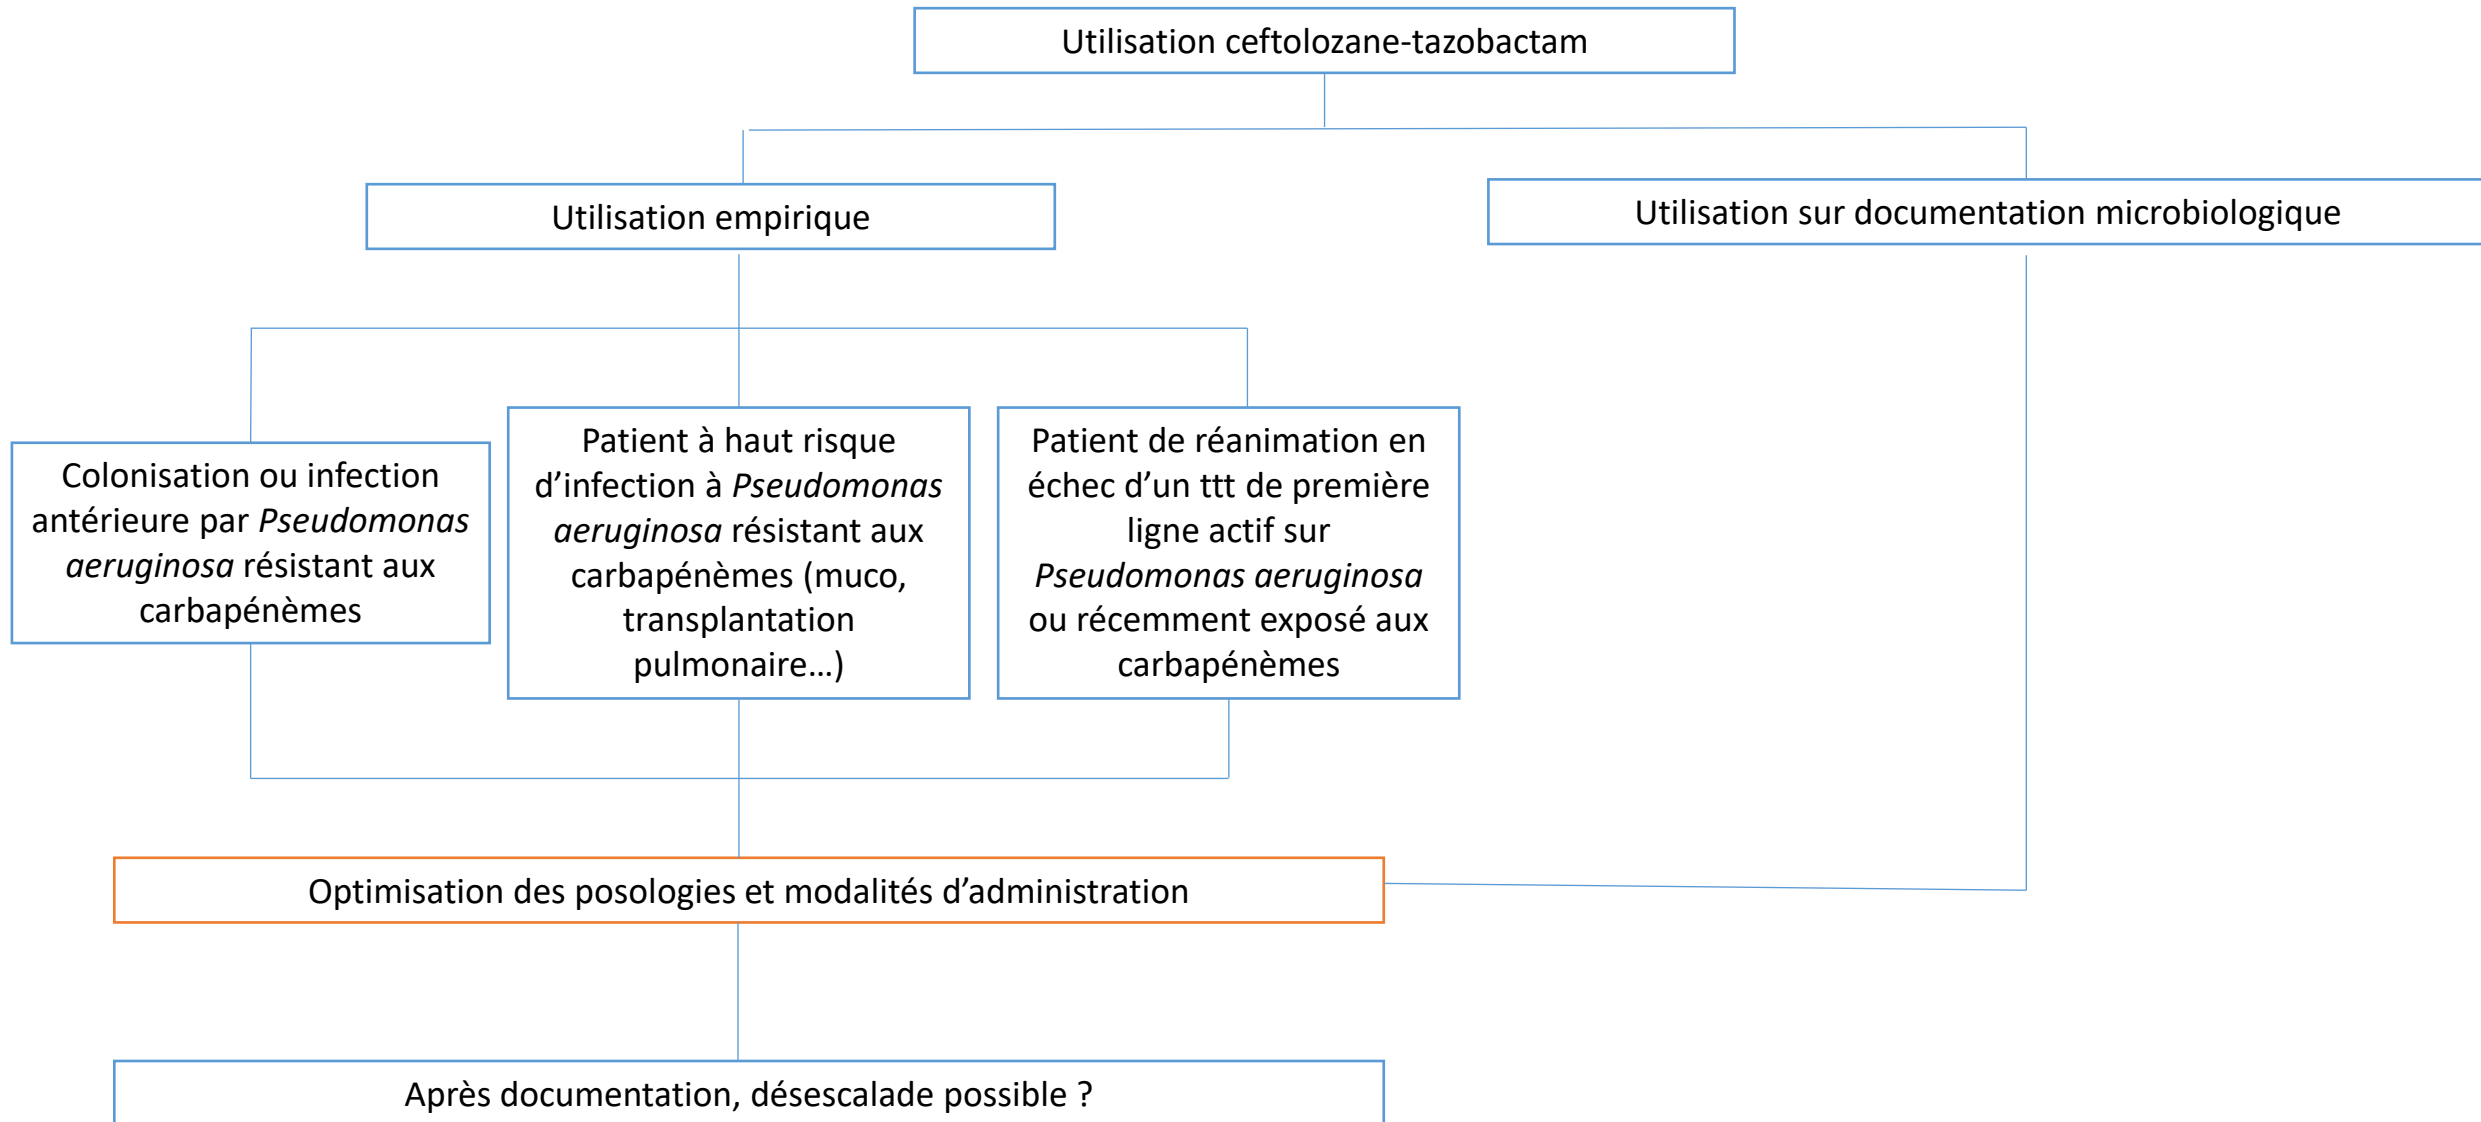 Utilisation ceftolozane-tazobactam
Utilisation empirique
Utilisation sur documentation microbiologique
Colonisation ou infection
antérieure par Pseudomonas
aeruginosa résistant aux
carbapénèmes
Patient à haut risque
d’infection à Pseudomonas
aeruginosa résistant aux
carbapénèmes (muco,
transplantation
pulmonaire…)
Patient de réanimation en
échec d’un ttt de première
ligne actif sur
Pseudomonas aeruginosa
ou récemment exposé aux
carbapénèmes
Optimisation des posologies et modalités d’administration
Après documentation, désescalade possible ?